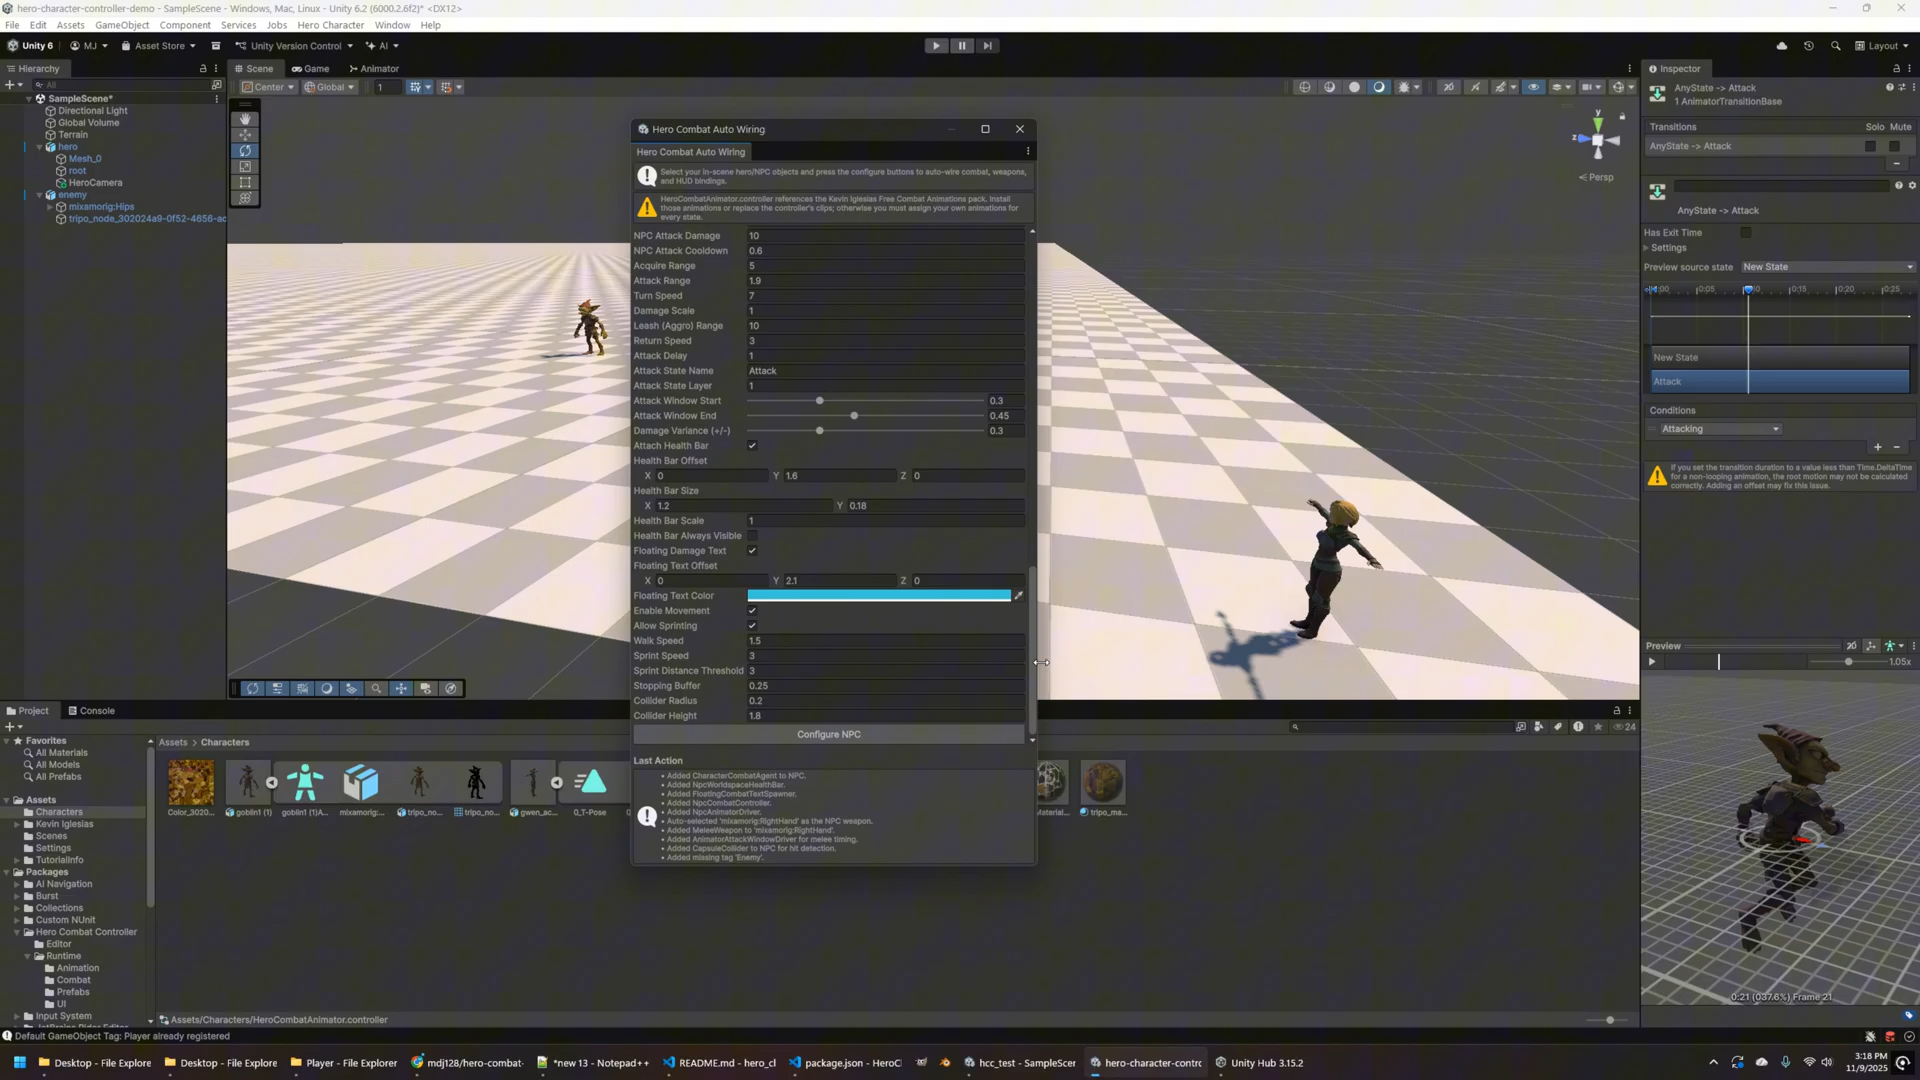 hero-character-controller-demo - SampleScene - Windows, Mac, Linux - Unity 6.2 (6000.2.6f2)* <DX12>
File Edit Assets GameObject Component Services Jobs Hero Character Window Help
Unity 6 MJ Asset Store Unity Version Control AI Layout
Hierarchy
All
SampleScene*
Directional Light
Global Volume
Terrain
hero
Mesh_0
root
HeroCamera
enemy
mixamorig:Hips
tripo_node_302024a9-0f52-4656-ac
Scene Game Animator
Center Global 1
y
z
Persp
Hero Combat Auto Wiring
Hero Combat Auto Wiring
Select your in-scene hero/NPC objects and press the configure buttons to auto-wire combat, weapons,
and HUD bindings.
HeroCombatAnimator.controller references the Kevin Iglesias Free Combat Animations pack. Install
those animations or replace the controller's clips; otherwise you must assign your own animations for
every state.
NPC Attack Damage 10
NPC Attack Cooldown 0.6
Acquire Range 5
Attack Range 1.9
Turn Speed 7
Damage Scale 1
Leash (Aggro) Range 10
Return Speed 3
Attack Delay 1
Attack State Name Attack
Attack State Layer 1
Attack Window Start 0.3
Attack Window End 0.45
Damage Variance (+/-) 0.3
Attach Health Bar
Health Bar Offset
X 0 Y 1.6 Z 0
Health Bar Size
X 1.2 Y 0.18
Health Bar Scale 1
Health Bar Always Visible
Floating Damage Text
Floating Text Offset
X 0 Y 2.1 Z 0
Floating Text Color
Enable Movement
Allow Sprinting
Walk Speed 1.5
Sprint Speed 3
Sprint Distance Threshold 3
Stopping Buffer 0.25
Collider Radius 0.2
Collider Height 1.8
Configure NPC
Last Action
• Added CharacterCombatAgent to NPC.
• Added NpcWorldspaceHealthBar.
• Added FloatingCombatTextSpawner.
• Added NpcCombatController.
• Added NpcAnimatorDriver.
• Auto-selected 'mixamorig:RightHand' as the NPC weapon.
• Added MeleeWeapon to 'mixamorig:RightHand'.
• Added AnimatorAttackWindowDriver for melee timing.
• Added CapsuleCollider to NPC for hit detection.
• Added missing tag 'Enemy'.
Inspector
AnyState -> Attack
1 AnimatorTransitionBase
Transitions Solo Mute
AnyState -> Attack
AnyState -> Attack
Has Exit Time
Settings
Preview source state New State
0:05 0:15 0:20 0:25
New State
Attack
Conditions
Attacking
If you set the transition duration to a value less than Time.DeltaTime
for a non-looping animation, the root motion may not be calculated
correctly. Adding an offset may fix this issue.
Preview
1.05x
0:21 (037.6%) Frame 21
Project Console
24
Favorites
All Materials
All Models
All Prefabs
Assets
Characters
Kevin Iglesias
Scenes
Settings
TutorialInfo
Packages
AI Navigation
Burst
Collections
Custom NUnit
Hero Combat Controller
Editor
Runtime
Animation
Combat
Prefabs
UI
Input System
Assets > Characters
Color_3020... goblin1 (1) goblin1 (1)A... mixamorig:... tripo_no... tripo_no... gwen_ac... 0_T-Pose Material... tripo_ma...
Assets/Characters/HeroCombatAnimator.controller
Default GameObject Tag: Player already registered
Desktop - File Explore Desktop - File Explore Player - File Explorer mdj128/hero-combat- *new 13 - Notepad++ README.md - hero_cl package.json - HeroCl hcc_test - SampleScen hero-character-contrc Unity Hub 3.15.2
3:18 PM
11/9/2025